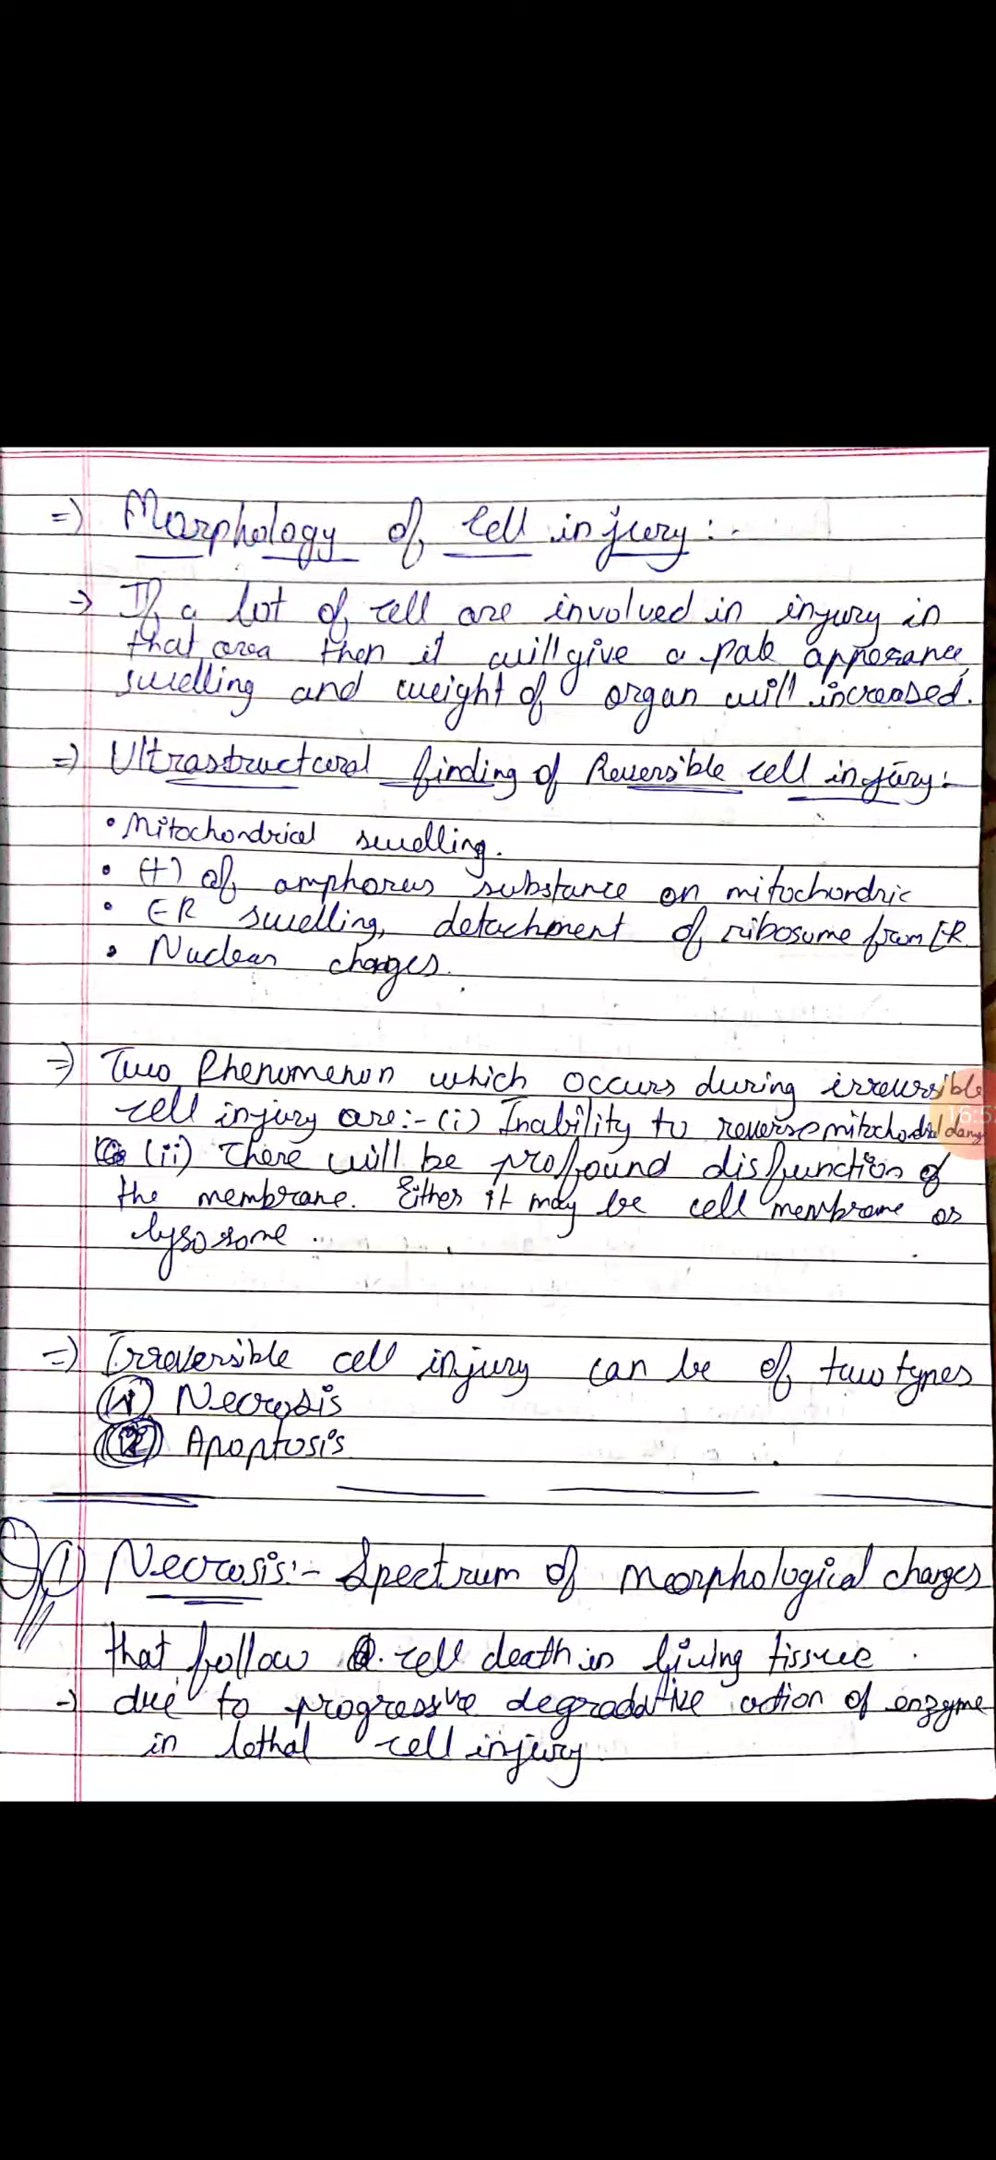 =) Morphology of Cell injury:-
-> If a lot of cell are involved in injury in
that area then it will give a pale apperance,
swelling and weight of organ will increased.
=) Ultrastructural finding of Reversible cell injury:-
• Mitochondrial swelling.
• (+) of amphorus substance on mitochondric
• ER swelling, detachment of ribosome from ER.
• Nuclear changes.
=) Two Phenomenon which occurs during irreversible
cell injury are:- (i) Inability to reverse mitochondrial damg
(ii) There will be profound disfunction of
the membrane. Either it may be cell membrane or
lysosome.
=) Irreversible cell injury can be of two types
(1) Necrosis
(2) Apoptosis
(1) Necrosis:- Spectrum of morphological changes
that follow cell death in living tissue.
-> due to progressive degradative action of enzyme
in lethal cell injury